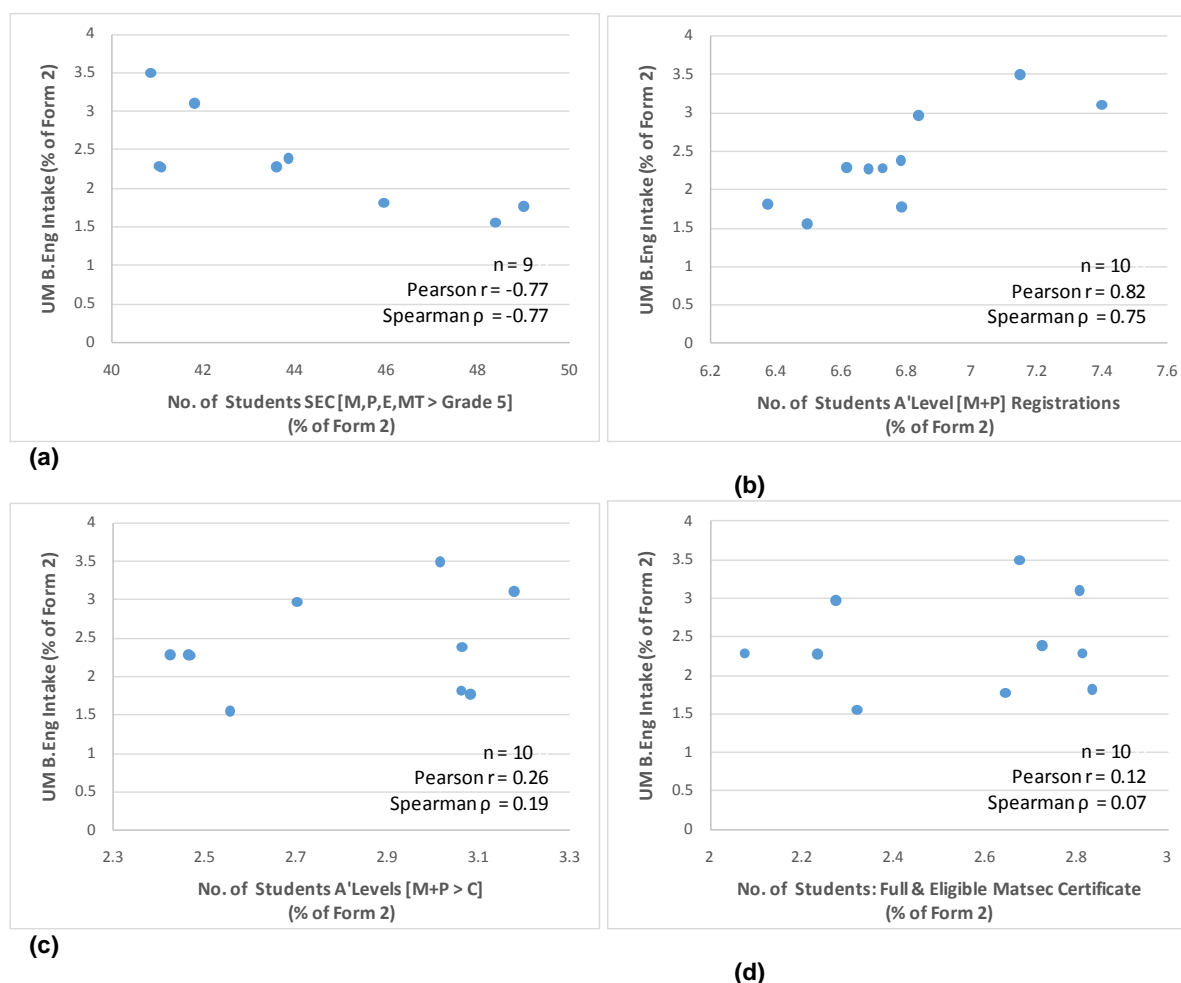 4
3.5
3
2.5
2
1.5
1
0.5
0
UM B.Eng Intake (% of Form 2)
n = 9
Pearson r = -0.77
Spearman ρ = -0.77
40 42 44 46 48 50
No. of Students SEC [M,P,E,MT > Grade 5]
(% of Form 2)
(a)
4
3.5
3
2.5
2
1.5
1
0.5
0
UM B.Eng Intake (% of Form 2)
n = 10
Pearson r = 0.82
Spearman ρ = 0.75
6.2 6.4 6.6 6.8 7 7.2 7.4 7.6
No. of Students A'Level [M+P] Registrations
(% of Form 2)
(b)
4
3.5
3
2.5
2
1.5
1
0.5
0
UM B.Eng Intake (% of Form 2)
n = 10
Pearson r = 0.26
Spearman ρ = 0.19
2.3 2.5 2.7 2.9 3.1 3.3
No. of Students A'Levels [M+P > C]
(% of Form 2)
(c)
4
3.5
3
2.5
2
1.5
1
0.5
0
UM B.Eng Intake (% of Form 2)
n = 10
Pearson r = 0.12
Spearman ρ = 0.07
2 2.2 2.4 2.6 2.8 3
No. of Students: Full & Eligible Matsec Certificate
(% of Form 2)
(d)